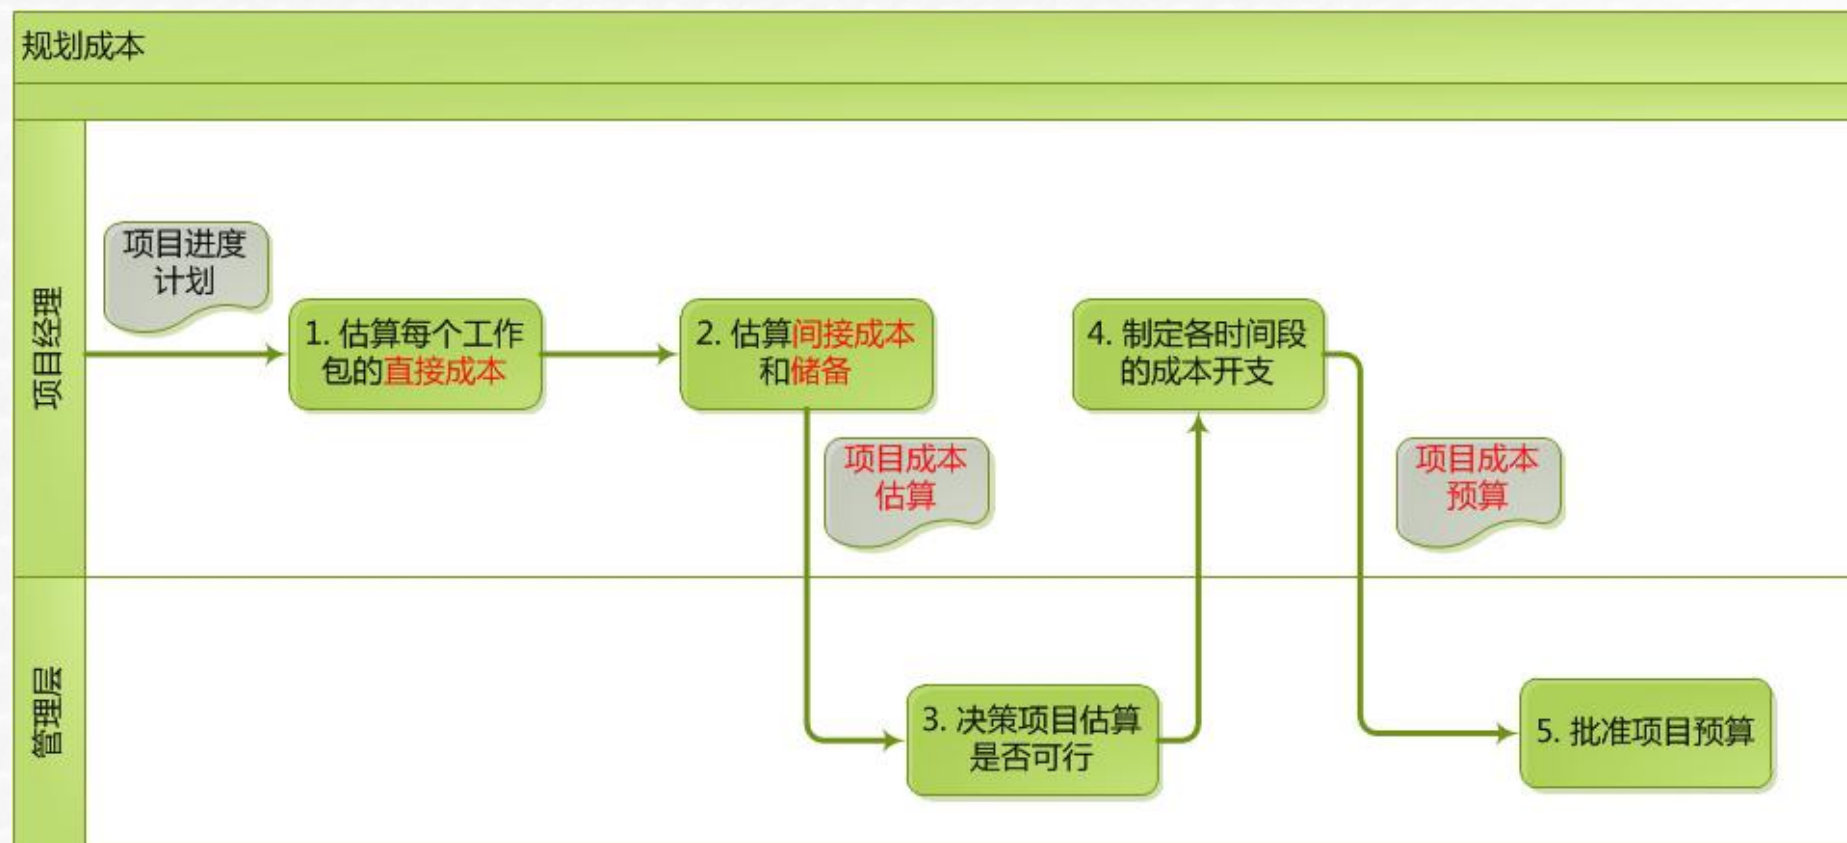 规划成本
项目经理
项目进度
计划
1. 估算每个工作
包的直接成本
2. 估算间接成本
和储备
项目成本
估算
4. 制定各时间段
的成本开支
项目成本
预算
管理层
3. 决策项目估算
是否可行
5. 批准项目预算